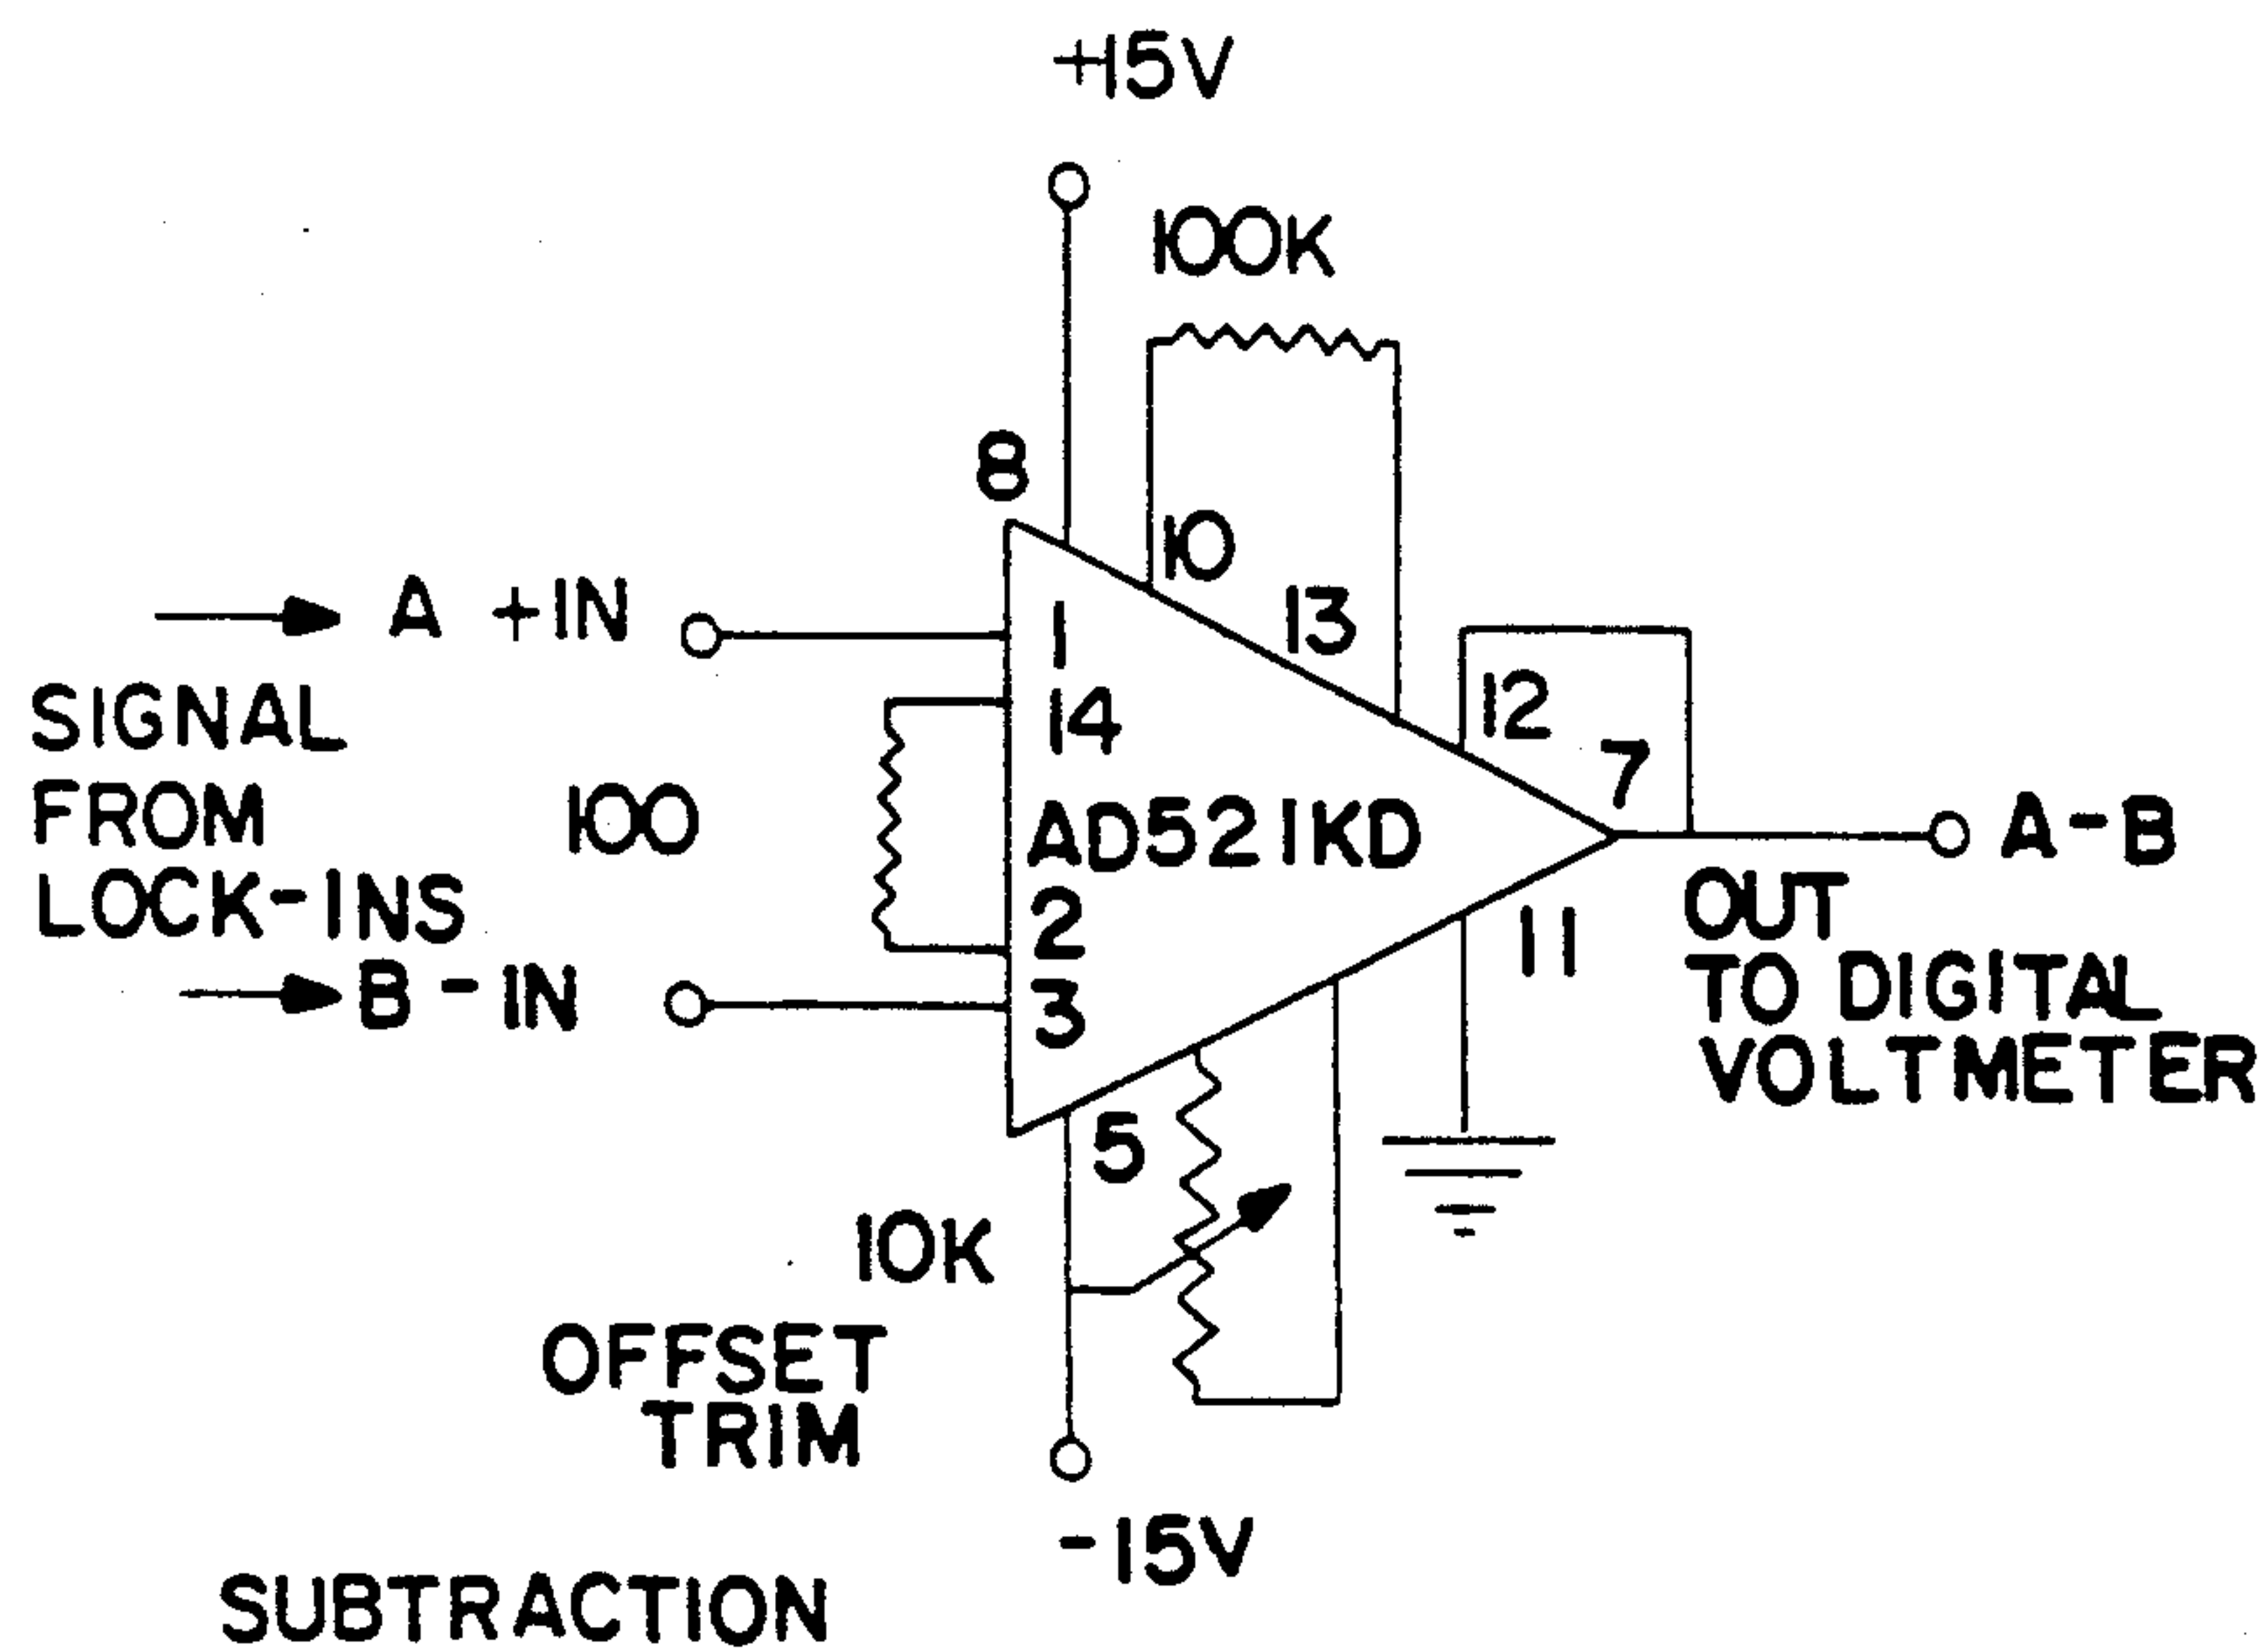 +15V
100K
8
10
13
A +IN
1
12
14
7
SIGNAL
FROM
LOCK-INS
100
AD521KD
A-B
2
11
OUT
TO DIGITAL
VOLTMETER
B -IN
3
5
10K
OFFSET
TRIM
-15V
SUBTRACTION